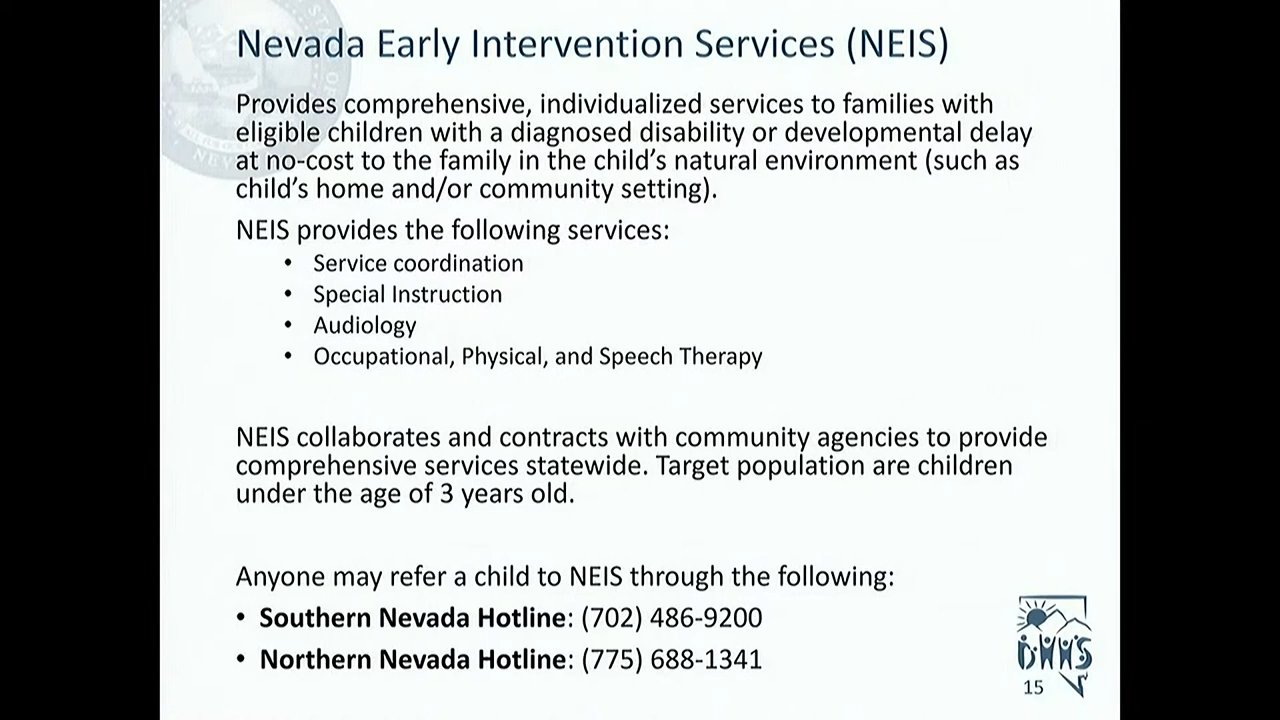 Nevada Early Intervention Services (NEIS)
Provides comprehensive, individualized services to families with
eligible children with a diagnosed disability or developmental delay
at no-cost to the family in the child's natural environment (such as
child's home and/or community setting).
NEIS provides the following services:
• Service coordination
• Special Instruction
• Audiology
• Occupational, Physical, and Speech Therapy
NEIS collaborates and contracts with community agencies to provide
comprehensive services statewide. Target population are children
under the age of 3 years old.
Anyone may refer a child to NEIS through the following:
• Southern Nevada Hotline: (702) 486-9200
• Northern Nevada Hotline: (775) 688-1341
DHHS
15